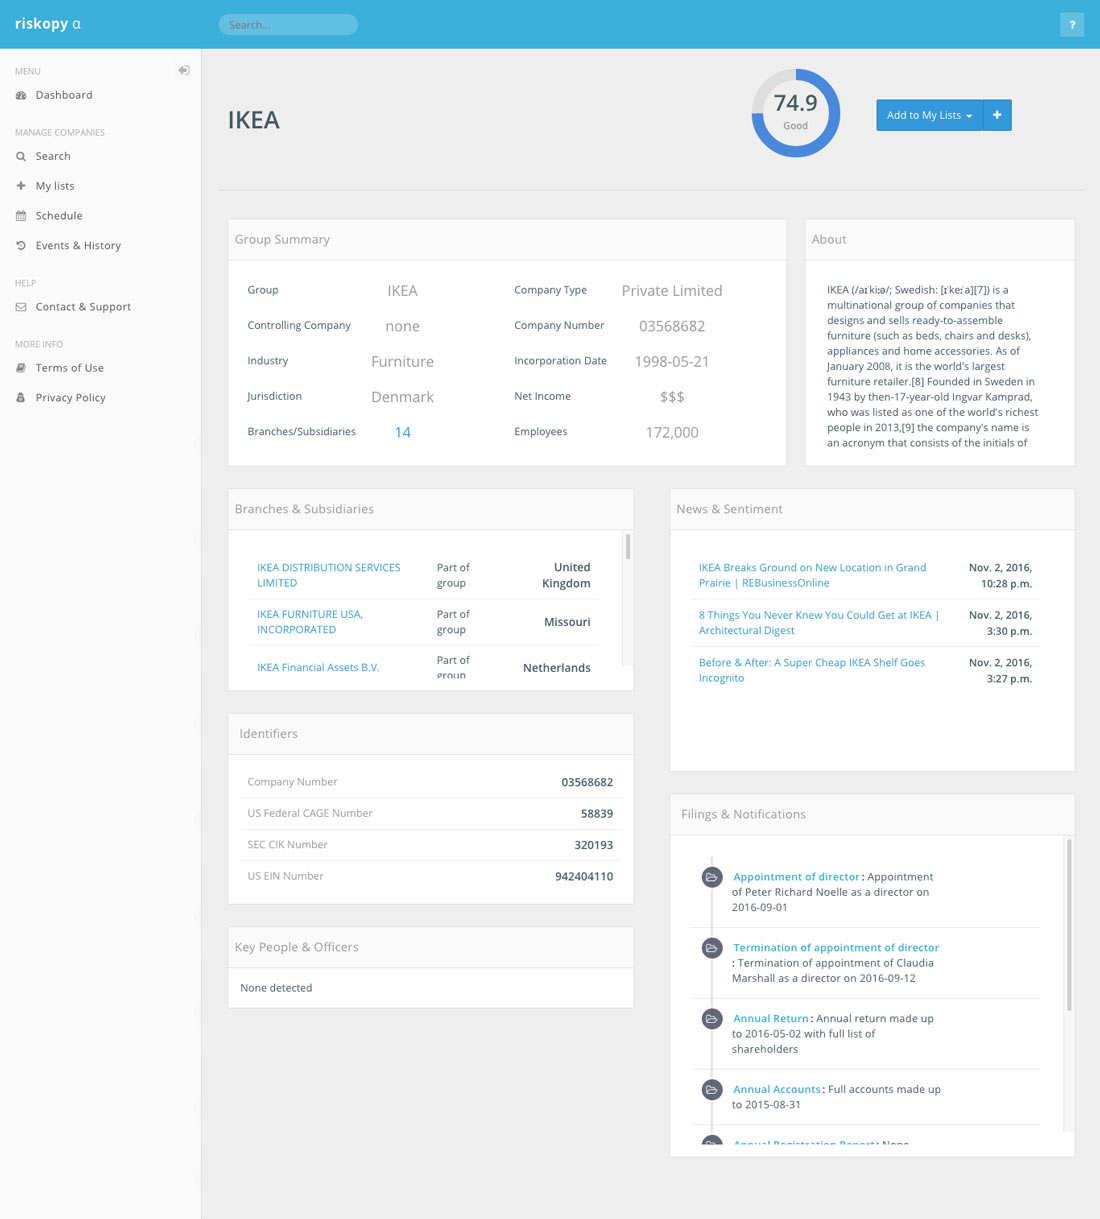 riskopy α
Search...
?
MENU
Dashboard
MANAGE COMPANIES
Search
My lists
Schedule
Events & History
HELP
Contact & Support
MORE INFO
Terms of Use
Privacy Policy
IKEA
74.9
Good
Add to My Lists
+
Group Summary
Group IKEA Company Type Private Limited
Controlling Company none Company Number 03568682
Industry Furniture Incorporation Date 1998-05-21
Jurisdiction Denmark Net Income $$$
Branches/Subsidiaries 14 Employees 172,000
About
IKEA (/aɪˈkiːə/; Swedish: [ɪˈkeːˈa][7]) is a
multinational group of companies that
designs and sells ready-to-assemble
furniture (such as beds, chairs and desks),
appliances and home accessories. As of
January 2008, it is the world's largest
furniture retailer.[8] Founded in Sweden in
1943 by then-17-year-old Ingvar Kamprad,
who was listed as one of the world's richest
people in 2013,[9] the company's name is
an acronym that consists of the initials of
Branches & Subsidiaries
IKEA DISTRIBUTION SERVICES Part of United
LIMITED group Kingdom
IKEA FURNITURE USA, Part of Missouri
INCORPORATED group
IKEA Financial Assets B.V. Part of Netherlands
group
News & Sentiment
IKEA Breaks Ground on New Location in Grand Nov. 2, 2016,
Prairie | REBusinessOnline 10:28 p.m.
8 Things You Never Knew You Could Get at IKEA | Nov. 2, 2016,
Architectural Digest 3:30 p.m.
Before & After: A Super Cheap IKEA Shelf Goes Nov. 2, 2016,
Incognito 3:27 p.m.
Identifiers
Company Number 03568682
US Federal CAGE Number 58839
SEC CIK Number 320193
US EIN Number 942404110
Key People & Officers
None detected
Filings & Notifications
Appointment of director : Appointment
of Peter Richard Noelle as a director on
2016-09-01
Termination of appointment of director
: Termination of appointment of Claudia
Marshall as a director on 2016-09-12
Annual Return : Annual return made up
to 2016-05-02 with full list of
shareholders
Annual Accounts : Full accounts made up
to 2015-08-31
Annual Registration Report : None